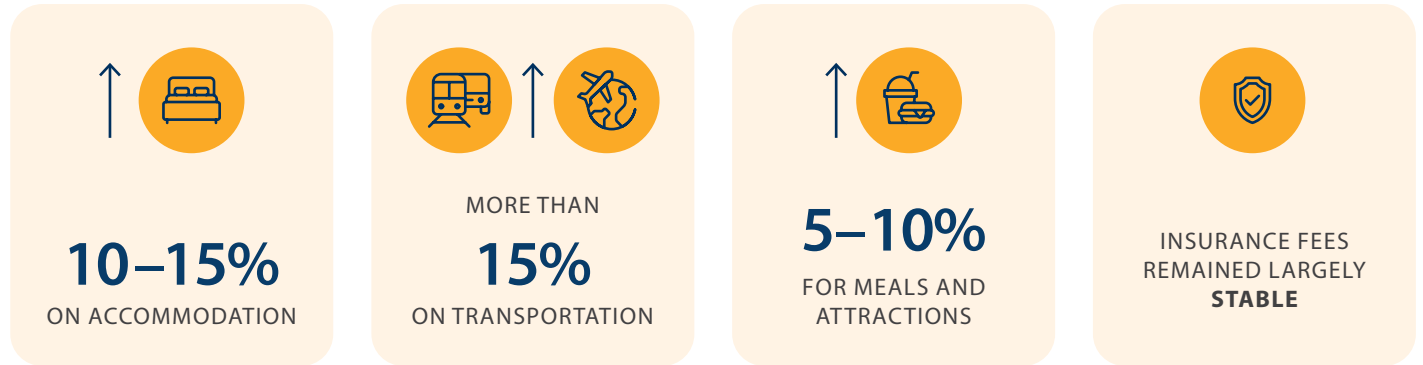 10–15%
ON ACCOMMODATION
MORE THAN
15%
ON TRANSPORTATION
5–10%
FOR MEALS AND
ATTRACTIONS
INSURANCE FEES
REMAINED LARGELY
STABLE